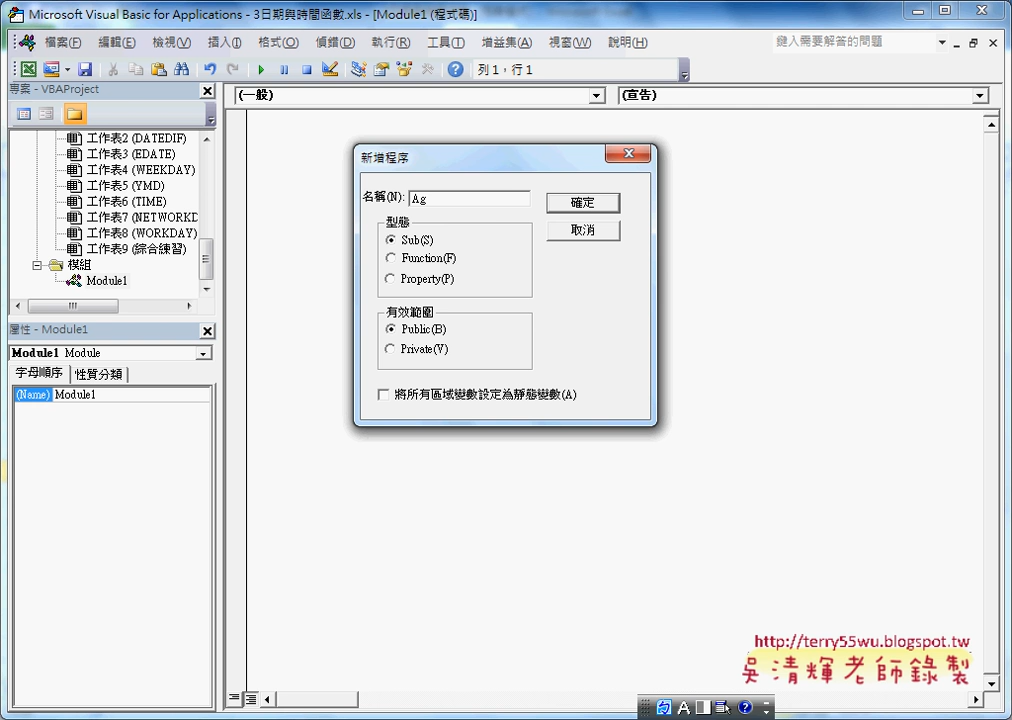 Microsoft Visual Basic for Applications - 3日期與時間函數.xls - [Module1 (程式碼)]
檔案(F) 編輯(E) 檢視(V) 插入(I) 格式(O) 偵錯(D) 執行(R) 工具(T) 增益集(A) 視窗(W) 說明(H) 鍵入需要解答的問題
列 1，行 1
專案 - VBAProject
(一般) (宣告)
工作表2 (DATEDIF)
工作表3 (EDATE)
工作表4 (WEEKDAY)
工作表5 (YMD)
工作表6 (TIME)
工作表7 (NETWORKD
工作表8 (WORKDAY)
工作表9 (綜合練習)
模組
Module1
屬性 - Module1
Module1 Module
字母順序 性質分類
(Name) Module1
新增程序
名稱(N): Ag
確定
取消
型態
Sub(S)
Function(F)
Property(P)
有效範圍
Public(B)
Private(V)
將所有區域變數設定為靜態變數(A)
http://terry55wu.blogspot.tw
吳清輝老師錄製